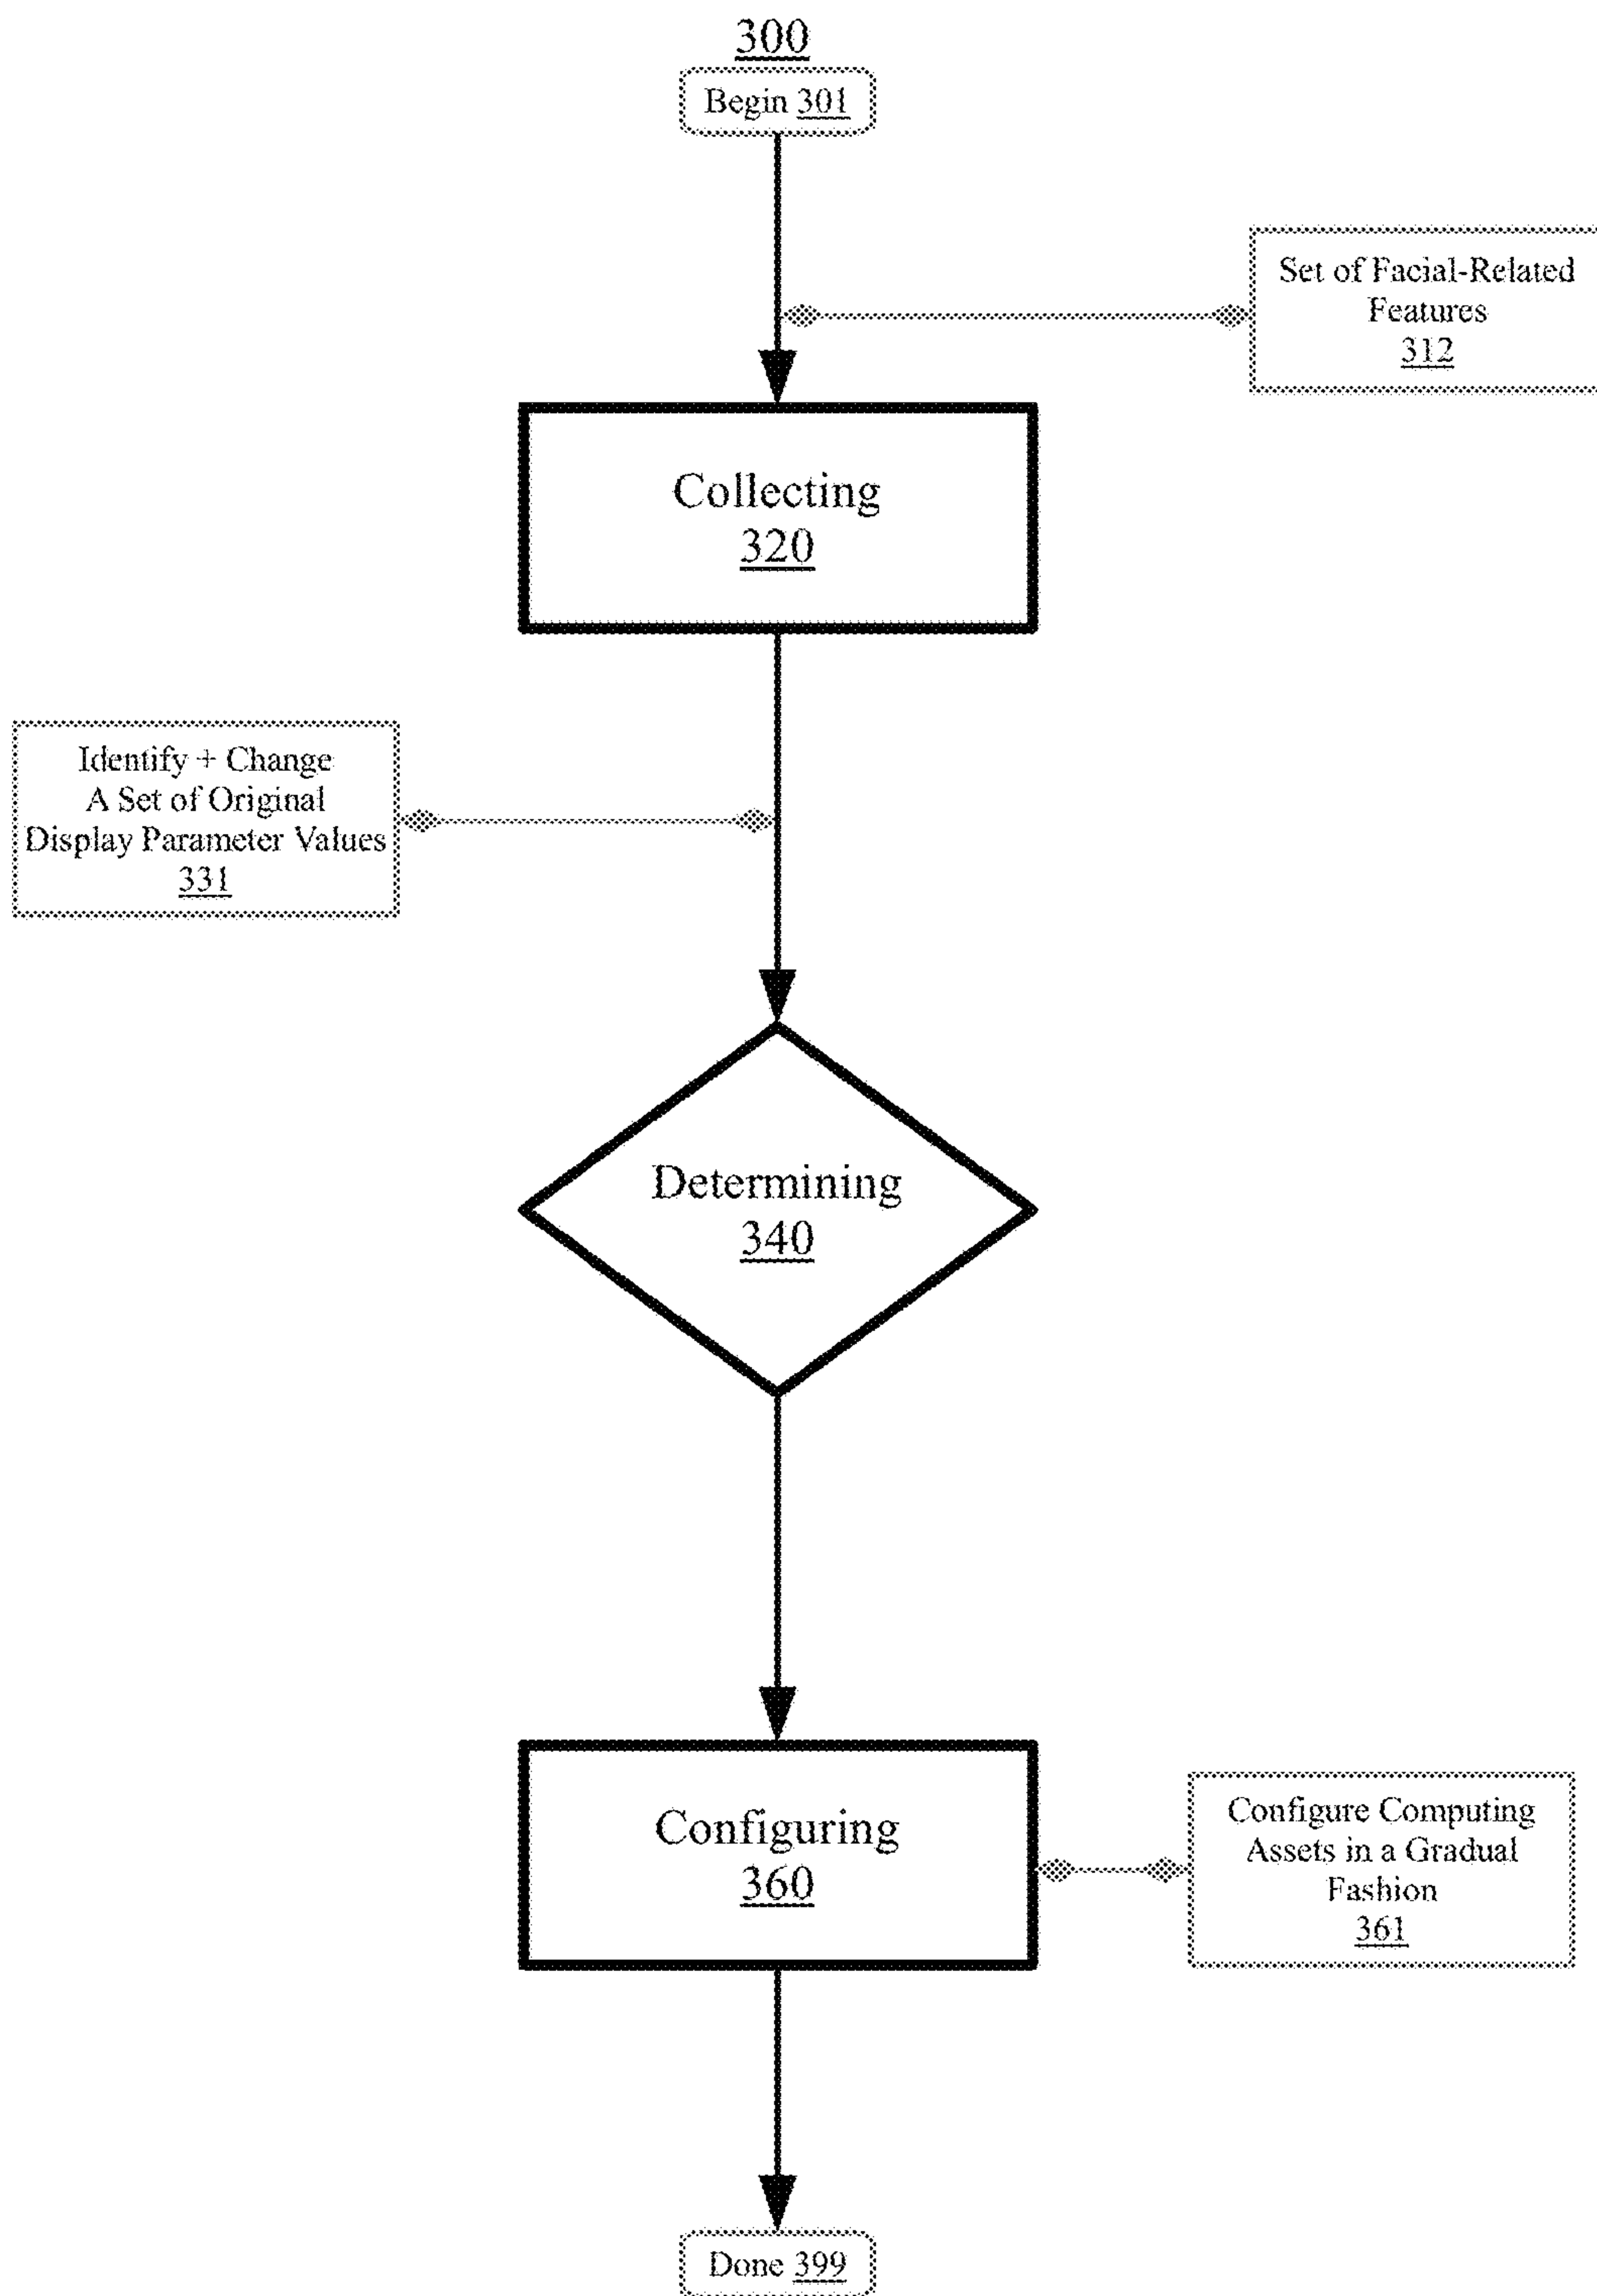 300
Begin 301
Set of Facial-Related
Features
312
Collecting
320
Identify + Change
A Set of Original
Display Parameter Values
331
Determining
340
Configuring
360
Configure Computing
Assets in a Gradual
Fashion
361
Done 399